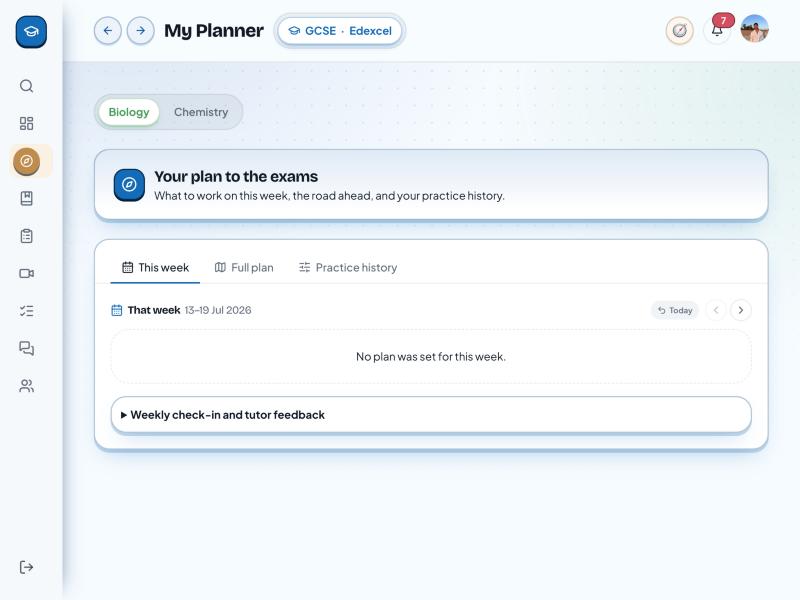 My Planner
GCSE · Edexcel
7
Biology
Chemistry
Your plan to the exams
What to work on this week, the road ahead, and your practice history.
This week
Full plan
Practice history
That week 13–19 Jul 2026
Today
No plan was set for this week.
Weekly check-in and tutor feedback